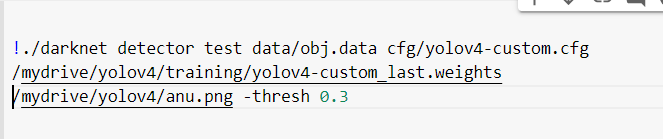 !./darknet detector test data/obj.data cfg/yolov4-custom.cfg
/mydrive/yolov4/training/yolov4-custom_last.weights
/mydrive/yolov4/anu.png -thresh 0.3